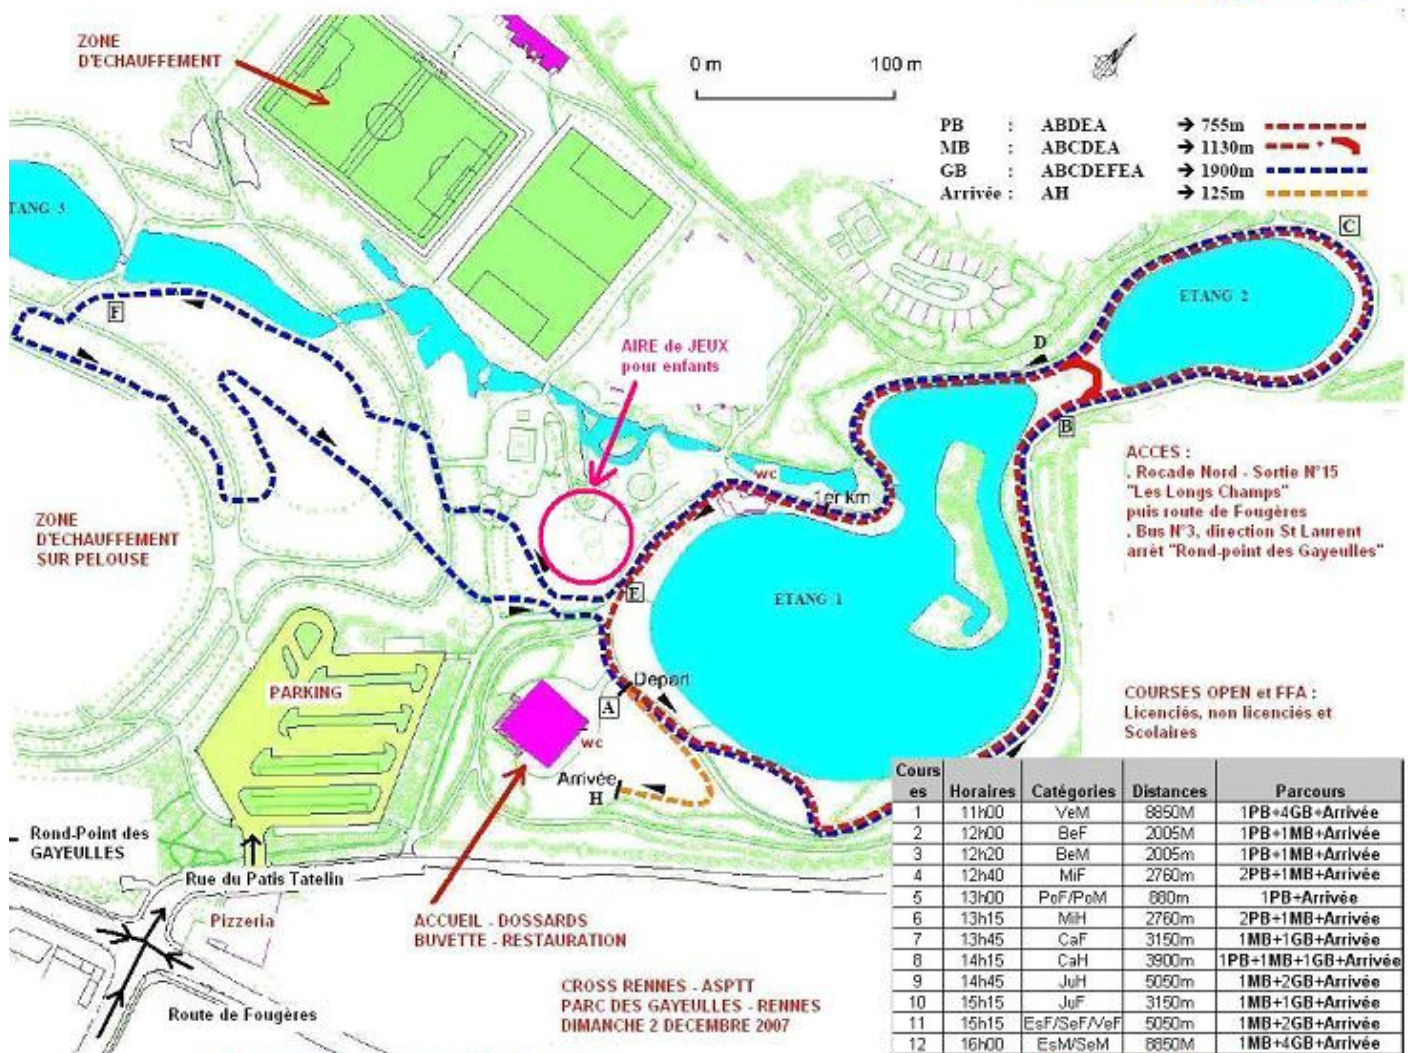 ZONE
D'ECHAUFFEMENT
0 m 100 m
PB : ABDEA → 755m
MB : ABCDEA → 1130m
GB : ABCDEFEA → 1900m
Arrivée : AH → 125m
TANG 3
F
C
ETANG 2
D
B
AIRE de JEUX
pour enfants
wc
1er km
ACCES :
. Rocade Nord - Sortie N°15
"Les Longs Champs"
puis route de Fougères
. Bus N°3, direction St Laurent
arrêt "Rond-point des Gayeulles"
ZONE
D'ECHAUFFEMENT
SUR PELOUSE
E
ETANG 1
PARKING
Depart
A
wc
Arrivée
H
COURSES OPEN et FFA :
Licenciés, non licenciés et
Scolaires
Rond-Point des
GAYEULLES
Rue du Patis Tatelin
Pizzeria
Route de Fougères
ACCUEIL - DOSSARDS
BUVETTE - RESTAURATION
CROSS RENNES - ASPTT
PARC DES GAYEULLES - RENNES
DIMANCHE 2 DECEMBRE 2007
Cours
es Horaires Catégories Distances Parcours
1 11h00 VeM 8850M 1PB+4GB+Arrivée
2 12h00 BeF 2005M 1PB+1MB+Arrivée
3 12h20 BeM 2005m 1PB+1MB+Arrivée
4 12h40 MiF 2760m 2PB+1MB+Arrivée
5 13h00 PoF/PoM 880m 1PB+Arrivée
6 13h15 MiH 2760m 2PB+1MB+Arrivée
7 13h45 CaF 3150m 1MB+1GB+Arrivée
8 14h15 CaH 3900m 1PB+1MB+1GB+Arrivée
9 14h45 JuH 5050m 1MB+2GB+Arrivée
10 15h15 JuF 3150m 1MB+1GB+Arrivée
11 15h15 EsF/SeF/VeF 5050m 1MB+2GB+Arrivée
12 16h00 EsM/SeM 8850M 1MB+4GB+Arrivée